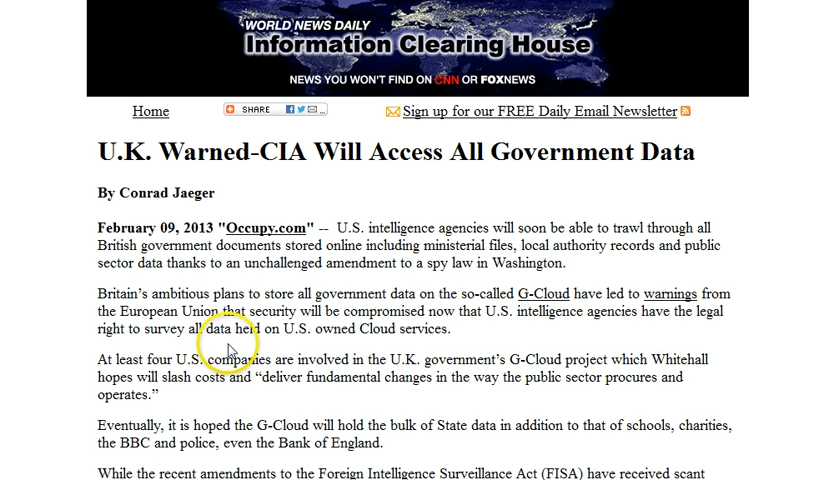 WORLD NEWS DAILY
Information Clearing House
NEWS YOU WON'T FIND ON CNN OR FOXNEWS
Home SHARE ... Sign up for our FREE Daily Email Newsletter
U.K. Warned-CIA Will Access All Government Data
By Conrad Jaeger
February 09, 2013 "Occupy.com" -- U.S. intelligence agencies will soon be able to trawl through all
British government documents stored online including ministerial files, local authority records and public
sector data thanks to an unchallenged amendment to a spy law in Washington.
Britain’s ambitious plans to store all government data on the so-called G-Cloud have led to warnings from
the European Union that security will be compromised now that U.S. intelligence agencies have the legal
right to survey all data held on U.S. owned Cloud services.
At least four U.S. companies are involved in the U.K. government’s G-Cloud project which Whitehall
hopes will slash costs and “deliver fundamental changes in the way the public sector procures and
operates.”
Eventually, it is hoped the G-Cloud will hold the bulk of State data in addition to that of schools, charities,
the BBC and police, even the Bank of England.
While the recent amendments to the Foreign Intelligence Surveillance Act (FISA) have received scant